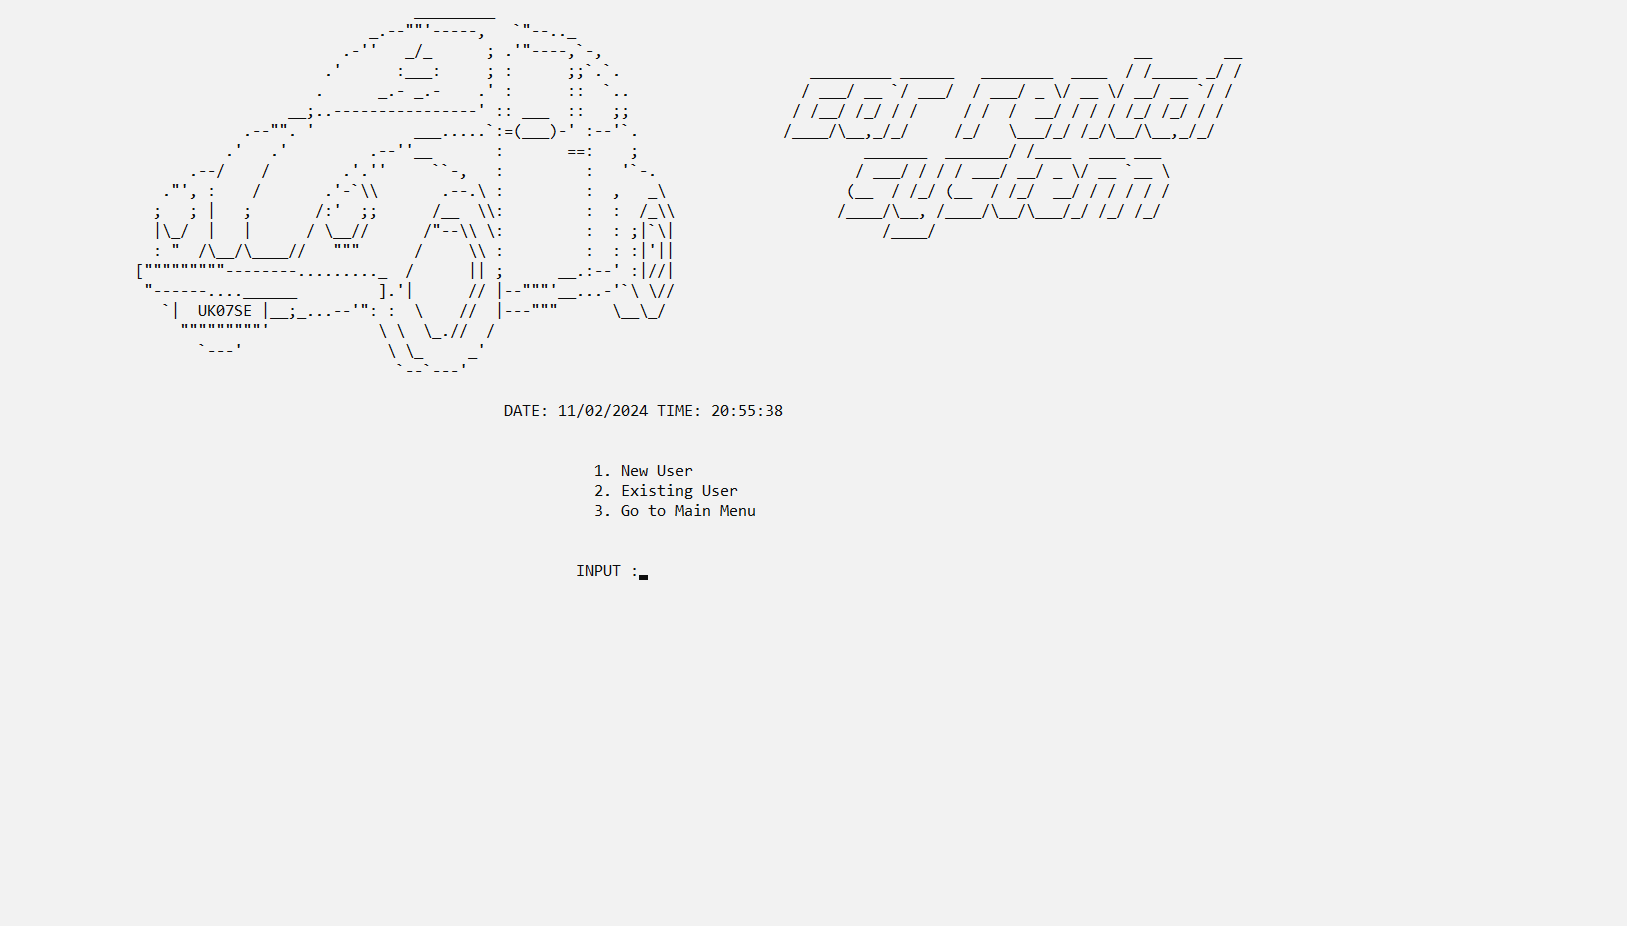 car rental
system
UK07SE
DATE: 11/02/2024 TIME: 20:55:38
1. New User
2. Existing User
3. Go to Main Menu
INPUT :